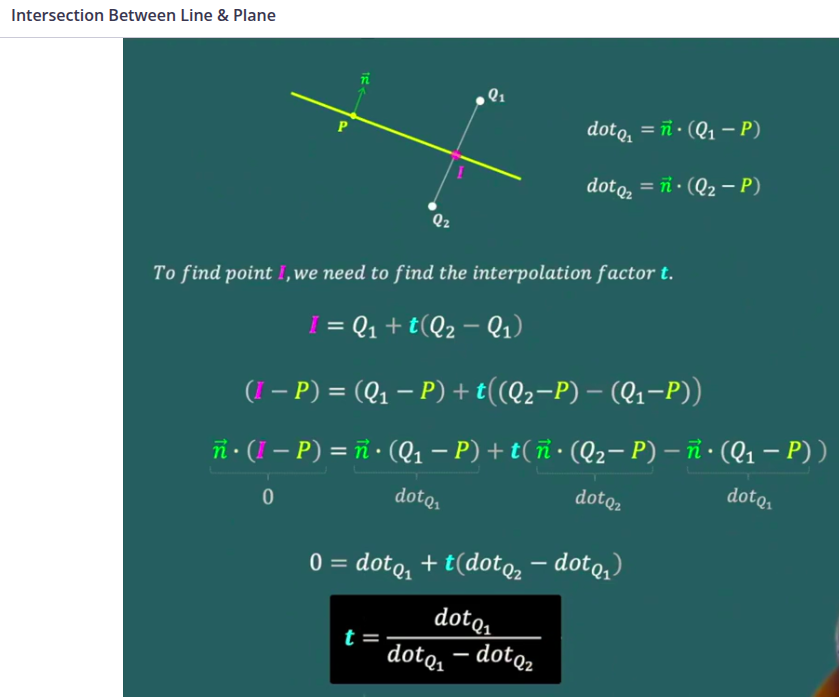 Intersection Between Line & Plane
n⃗
Q₁
P
I
Q₂
dot_Q₁ = n⃗ · (Q₁ − P)
dot_Q₂ = n⃗ · (Q₂ − P)
To find point I, we need to find the interpolation factor t.
I = Q₁ + t(Q₂ − Q₁)
(I − P) = (Q₁ − P) + t((Q₂−P) − (Q₁−P))
n⃗ · (I − P) = n⃗ · (Q₁ − P) + t( n⃗ · (Q₂− P) − n⃗ · (Q₁ − P) )
0 dot_Q₁ dot_Q₂ dot_Q₁
0 = dot_Q₁ + t(dot_Q₂ − dot_Q₁)
dot_Q₁
t =
dot_Q₁ − dot_Q₂